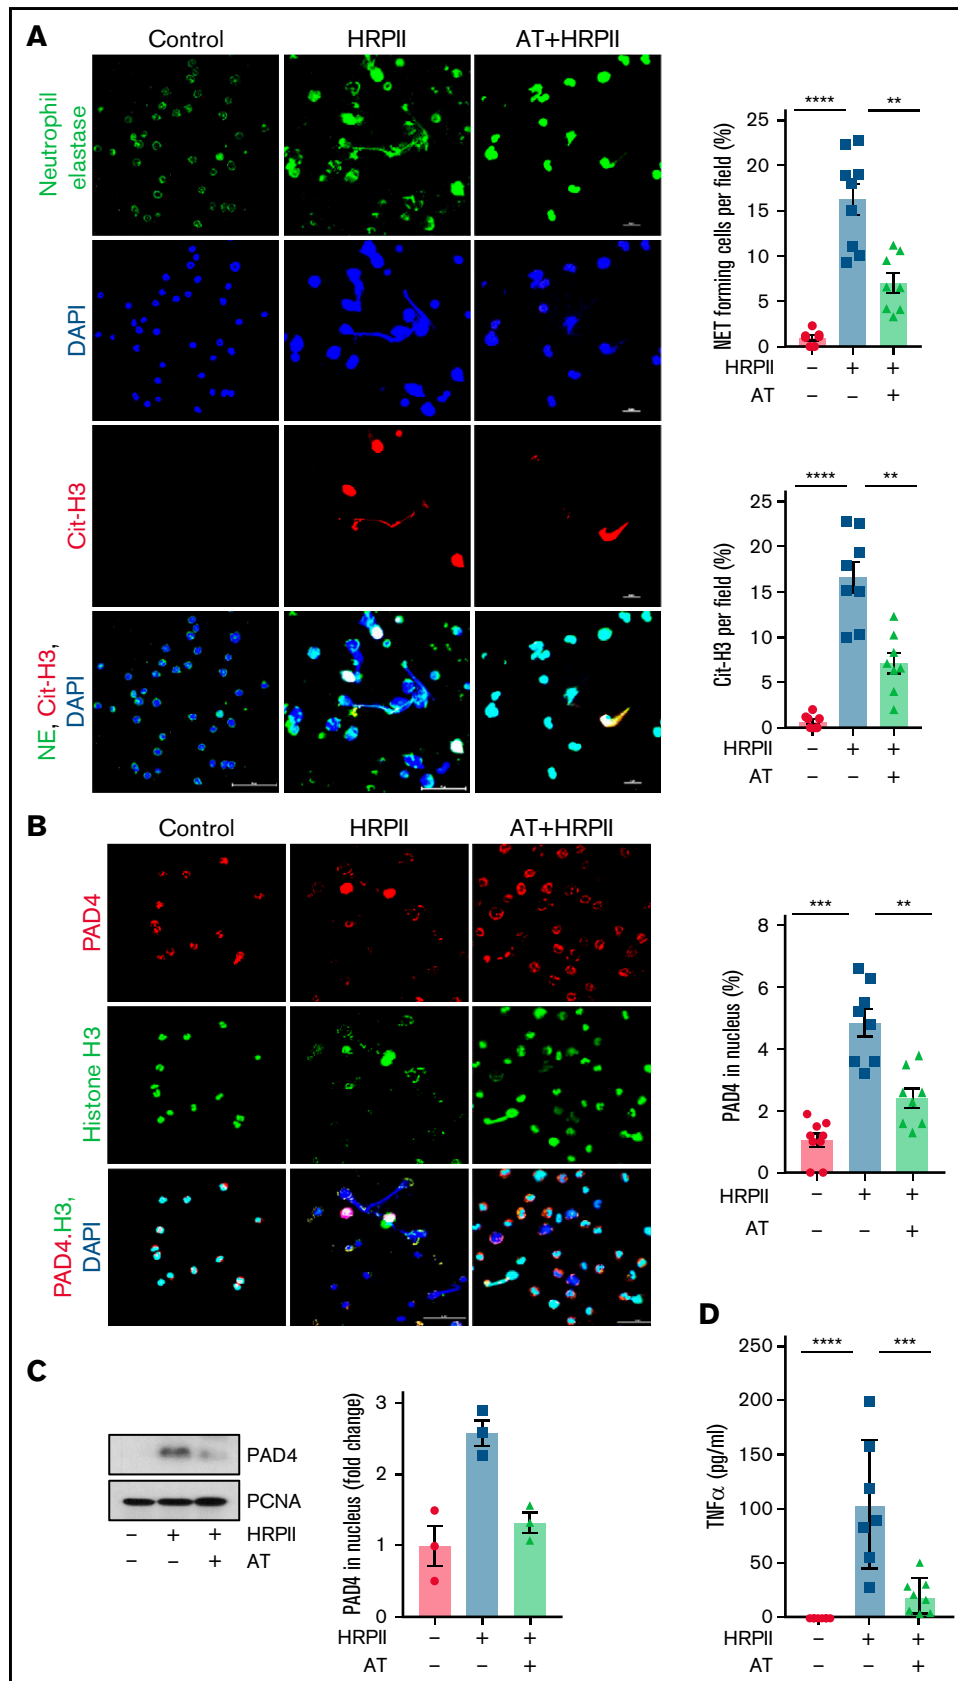 A
Control HRPII AT+HRPII
Neutrophil
elastase
DAPI
Cit-H3
NE, Cit-H3,
DAPI
NET forming cells per field (%)
**** **
25
20
15
10
5
0
HRPII – + +
AT – – +
Cit-H3 per field (%)
**** **
25
20
15
10
5
0
HRPII – + +
AT – – +
B
Control HRPII AT+HRPII
PAD4
Histone H3
PAD4.H3,
DAPI
PAD4 in nucleus (%)
*** **
8
6
4
2
0
HRPII – + +
AT – – +
C
PAD4
PCNA
– + + HRPII
– – + AT
PAD4 in nucleus (fold change)
3
2
1
0
HRPII – + +
AT – – +
D
TNFα (pg/ml)
**** ***
250
200
150
100
50
0
HRPII – + +
AT – – +